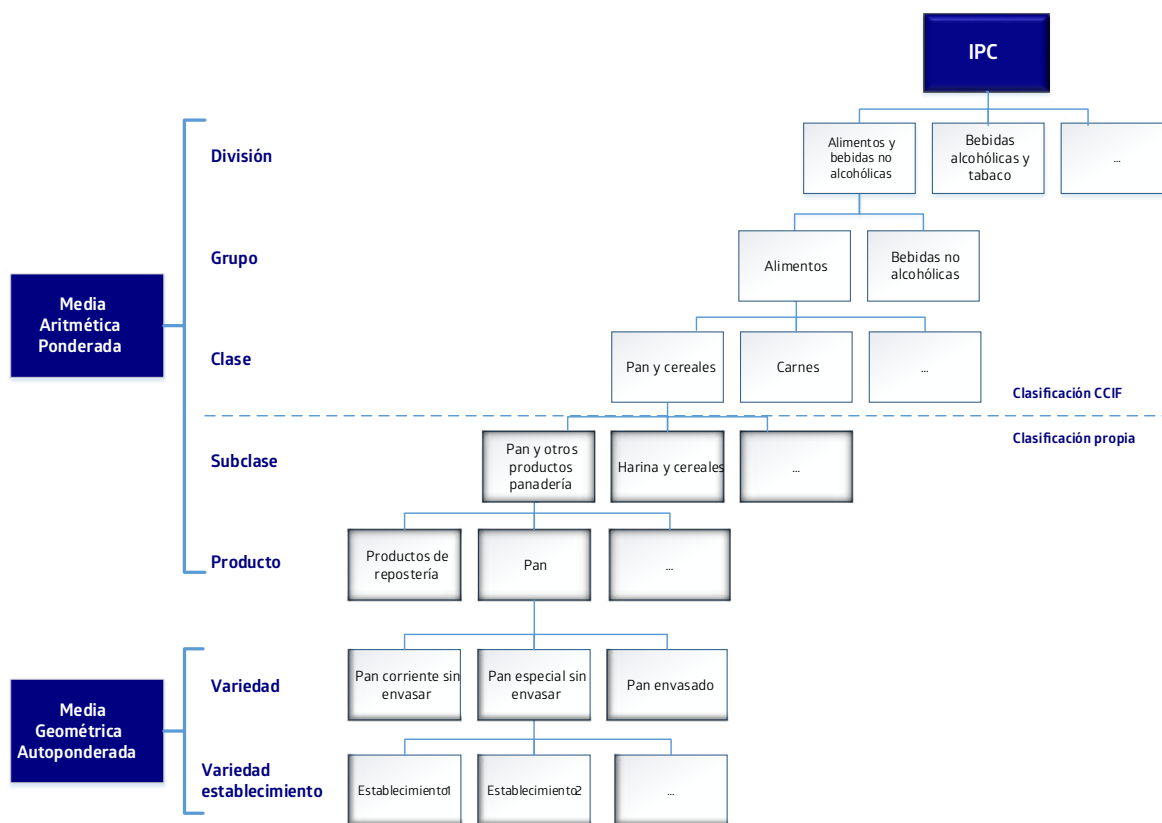 IPC
División
Alimentos y
bebidas no
alcohólicas
Bebidas
alcohólicas y
tabaco
...
Grupo
Alimentos
Bebidas no
alcohólicas
Media
Aritmética
Ponderada
Clase
Pan y cereales
Carnes
...
Clasificación CCIF
Clasificación propia
Subclase
Pan y otros
productos
panadería
Harina y cereales
...
Producto
Productos de
repostería
Pan
...
Variedad
Pan corriente sin
envasar
Pan especial sin
envasar
Pan envasado
Media
Geométrica
Autoponderada
Variedad
establecimiento
Establecimiento1
Establecimiento2
...